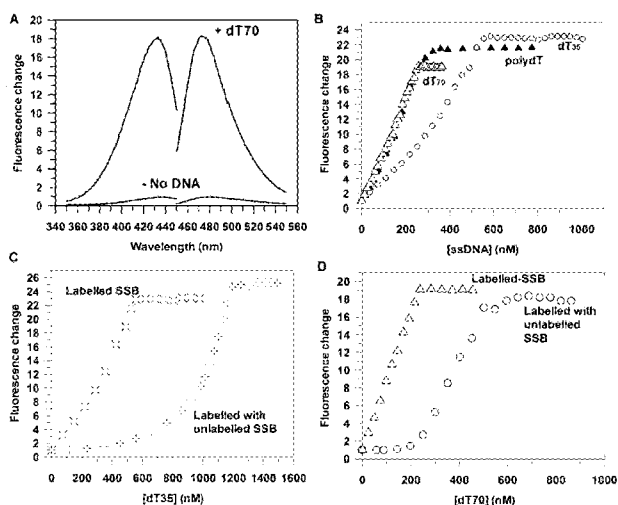 A
+ dT70
- No DNA
Fluorescence change
20
18
16
14
12
10
8
6
4
2
0
340 360 380 400 420 440 460 480 500 520 540 560
Wavelength (nm)
B
dT35
polydT
dT70
Fluorescence change
24
22
20
18
16
14
12
10
8
6
4
2
0
0 200 400 600 800 1000
[ssDNA] (nM)
C
Labelled SSB
Labelled with
unlabelled SSB
Fluorescence change
26
24
22
20
18
16
14
12
10
8
6
4
2
0
0 200 400 600 800 1000 1200 1400 1600
[dT35] (nM)
D
Labelled-SSB
Labelled with
unlabelled
SSB
Fluorescence change
20
18
16
14
12
10
8
6
4
2
0
0 200 400 600 800 1000
[dT70] (nM)